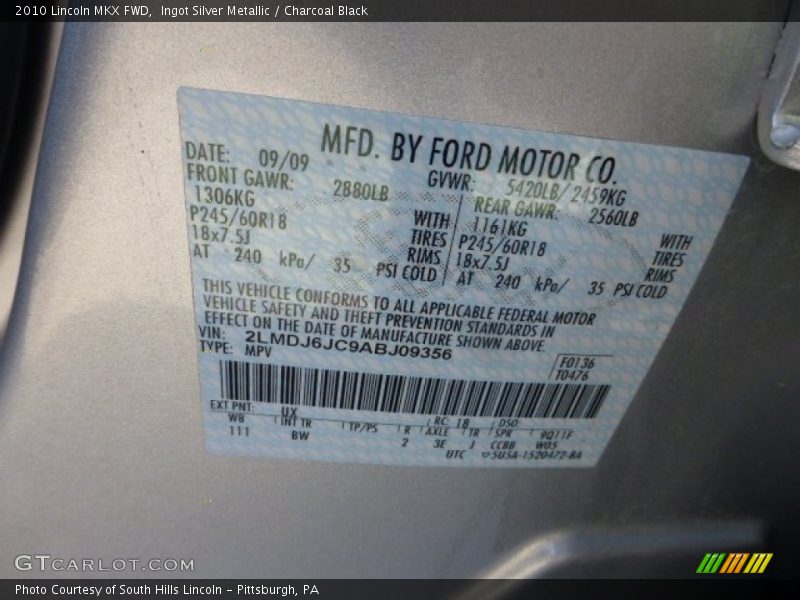 2010 Lincoln MKX FWD,  Ingot Silver Metallic / Charcoal Black
MFD. BY FORD MOTOR CO.
DATE: 09/09 GVWR: 5420LB/ 2459KG
FRONT GAWR: 2880LB REAR GAWR: 2560LB
1306KG WITH 1161KG WITH
P245/60R18 TIRES P245/60R18 TIRES
18x7.5J RIMS 18x7.5J RIMS
AT 240 kPa/ 35 PSI COLD AT 240 kPa/ 35 PSI COLD
THIS VEHICLE CONFORMS TO ALL APPLICABLE FEDERAL MOTOR
VEHICLE SAFETY AND THEFT PREVENTION STANDARDS IN
EFFECT ON THE DATE OF MANUFACTURE SHOWN ABOVE.
VIN: 2LMDJ6JC9ABJ09356 F0136
TYPE: MPV T0476
EXT PNT: UX RC: 18 DSO:
WB INT TR TP/PS R AXLE TR SPR 9Q11F
111 BW 2 3E J CCBB W05
UTC 5U5A-1520472-BA
GTCARLOT.COM
Photo Courtesy of South Hills Lincoln - Pittsburgh, PA